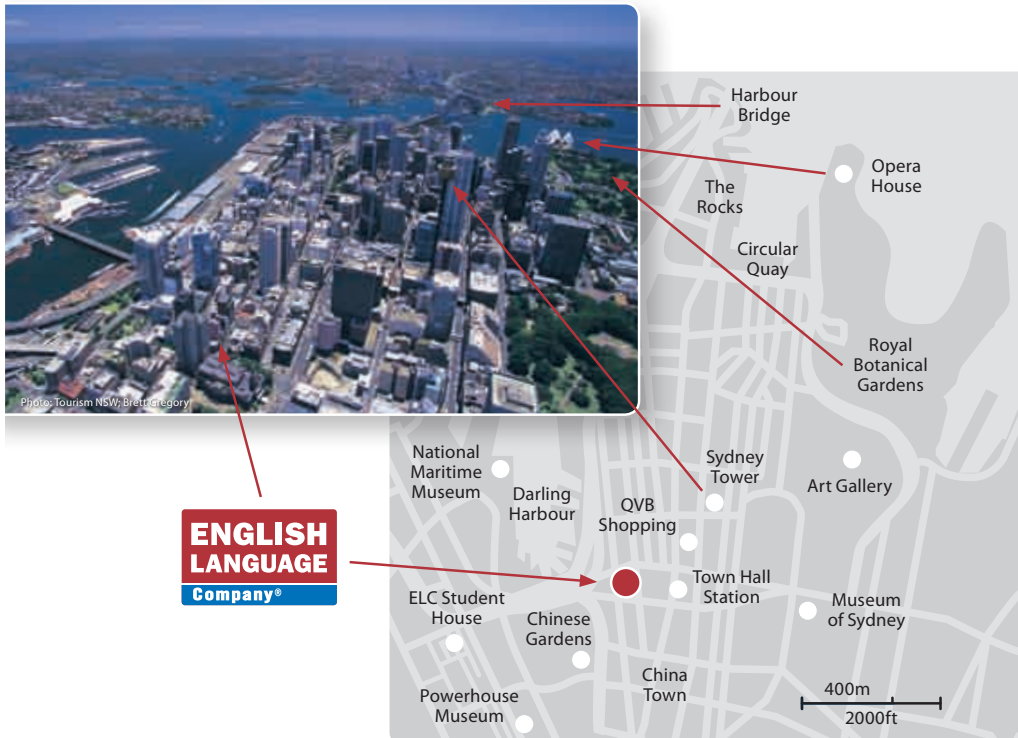 Harbour
Bridge
Opera
House
The
Rocks
Circular
Quay
Royal
Botanical
Gardens
Photo: Tourism NSW; Brett Gregory
National
Maritime
Museum
Darling
Harbour
QVB
Shopping
Sydney
Tower
Art Gallery
ENGLISH
LANGUAGE
Company®
Town Hall
Station
ELC Student
House
Chinese
Gardens
Museum
of Sydney
China
Town
Powerhouse
Museum
400m
2000ft